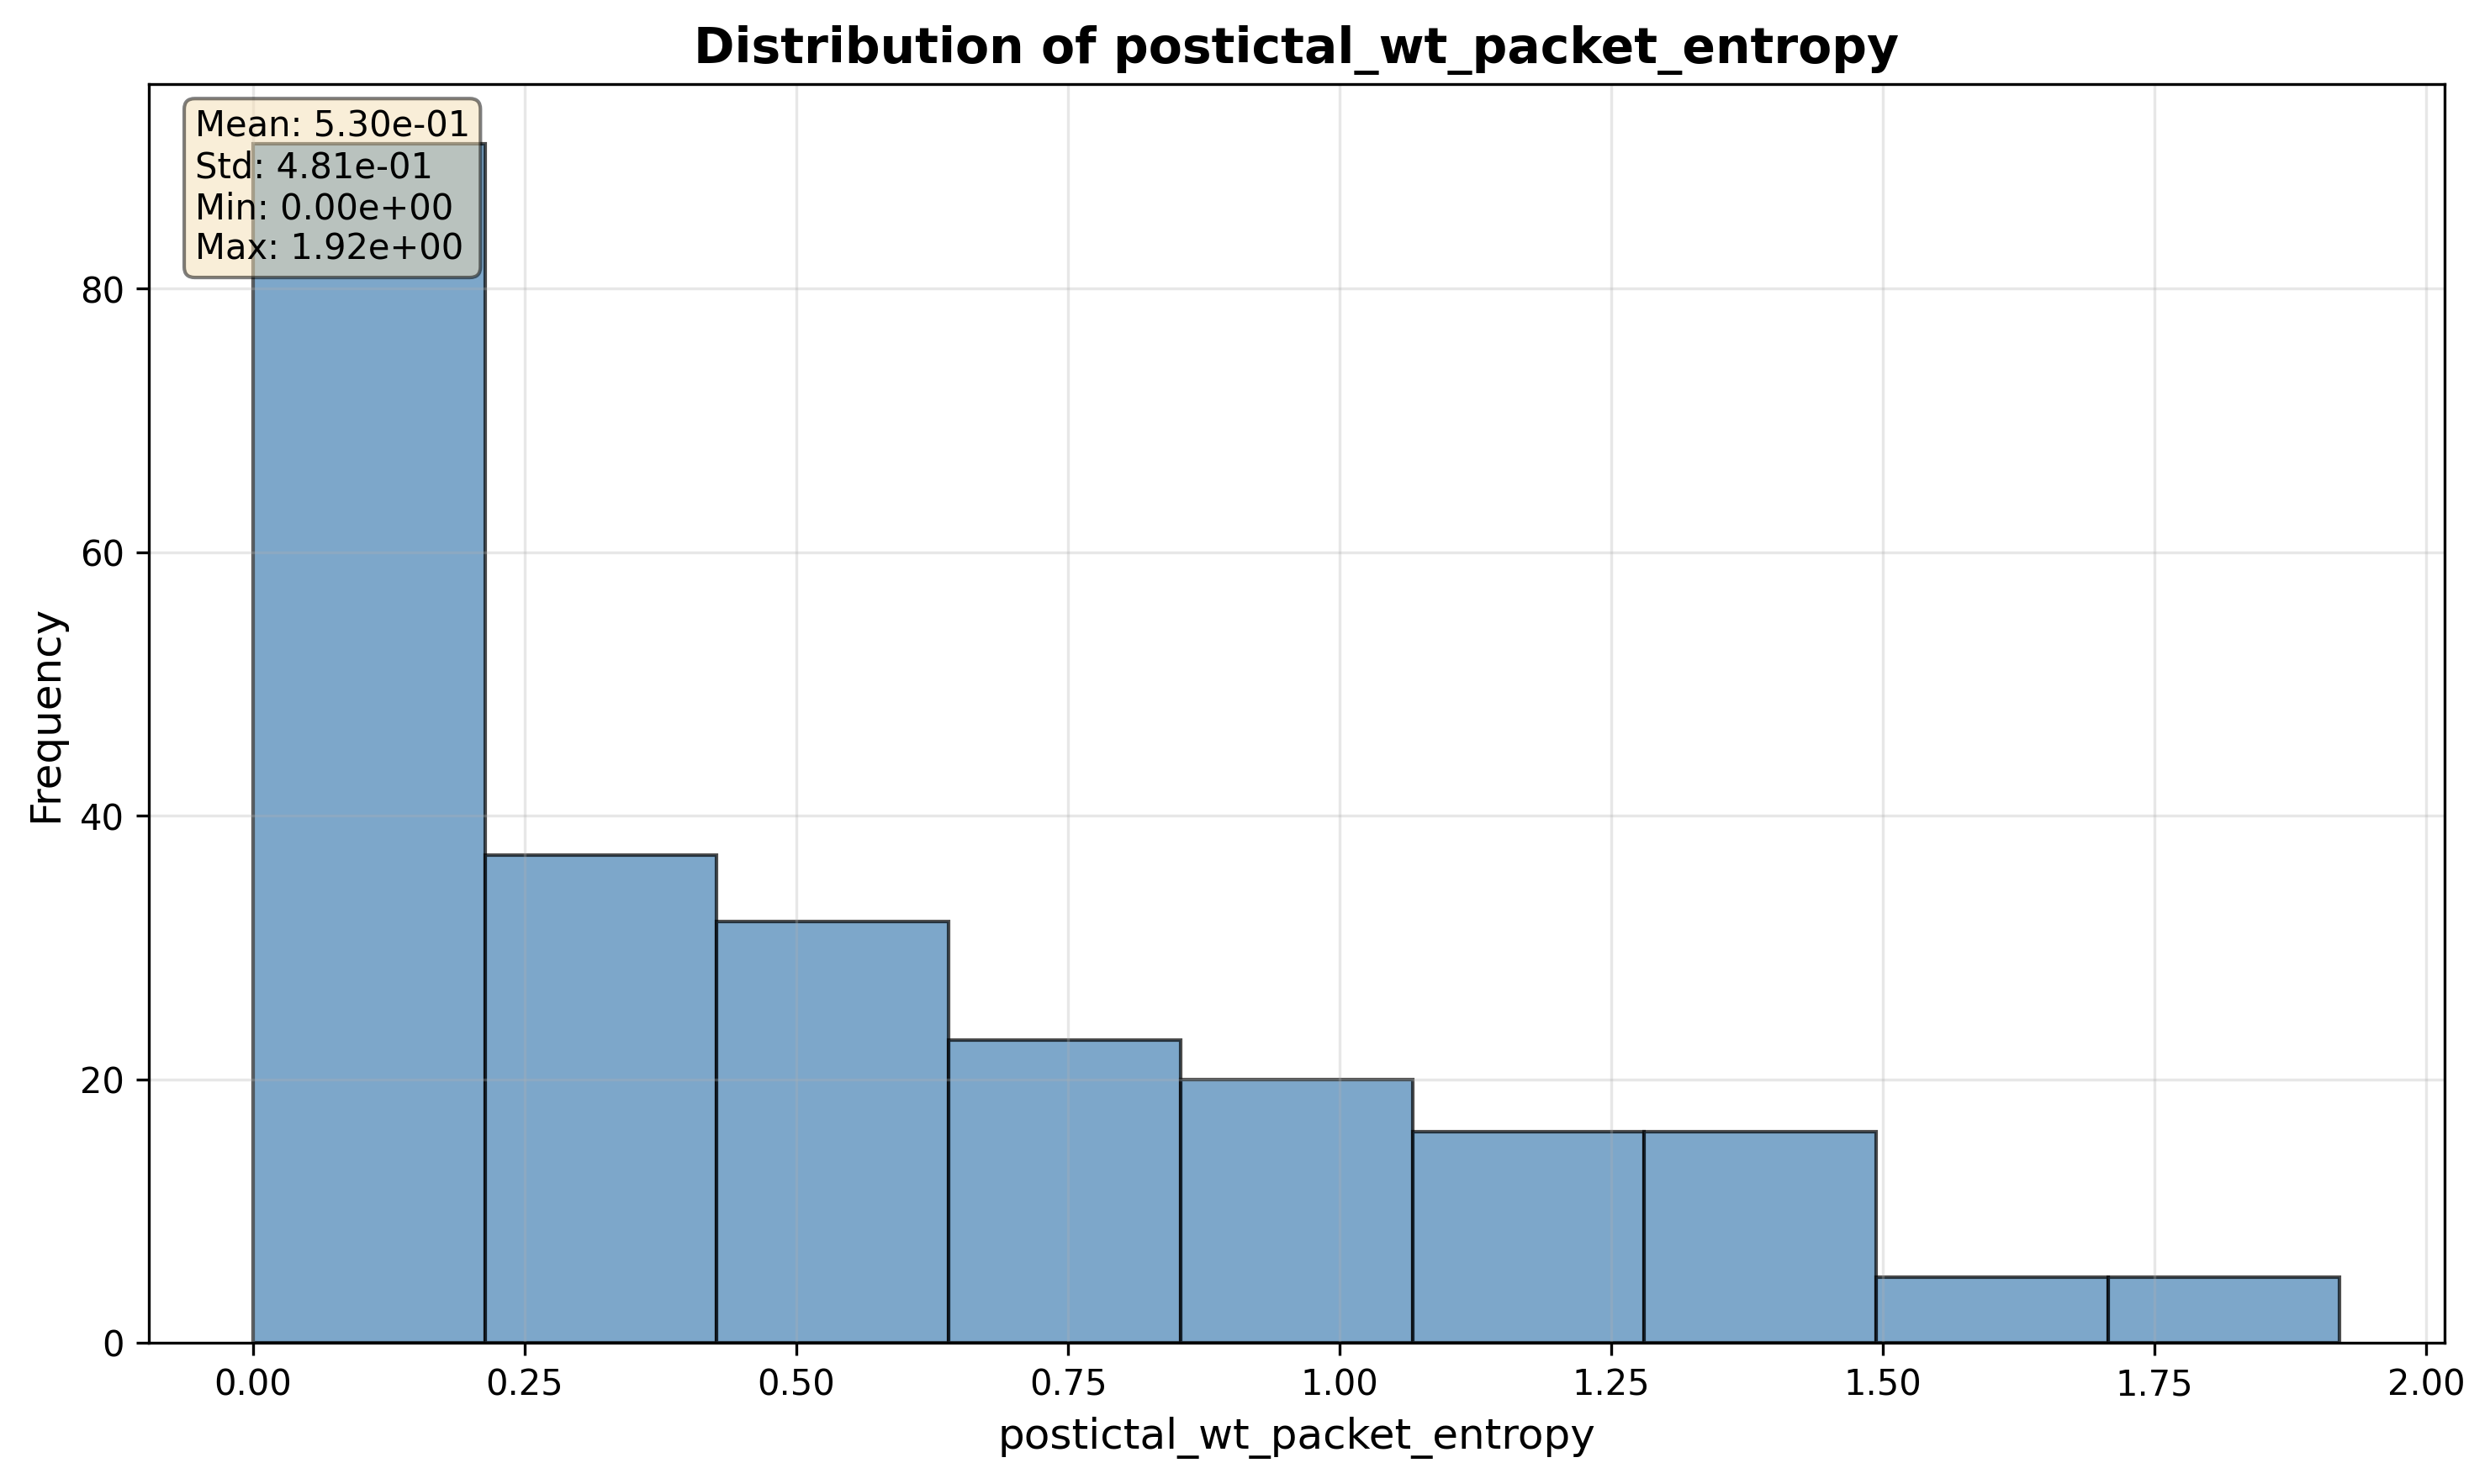 Distribution of postictal_wt_packet_entropy
Mean: 5.30e-01
Std: 4.81e-01
Min: 0.00e+00
Max: 1.92e+00
Frequency
80
60
40
20
0
0.00 0.25 0.50 0.75 1.00 1.25 1.50 1.75 2.00
postictal_wt_packet_entropy